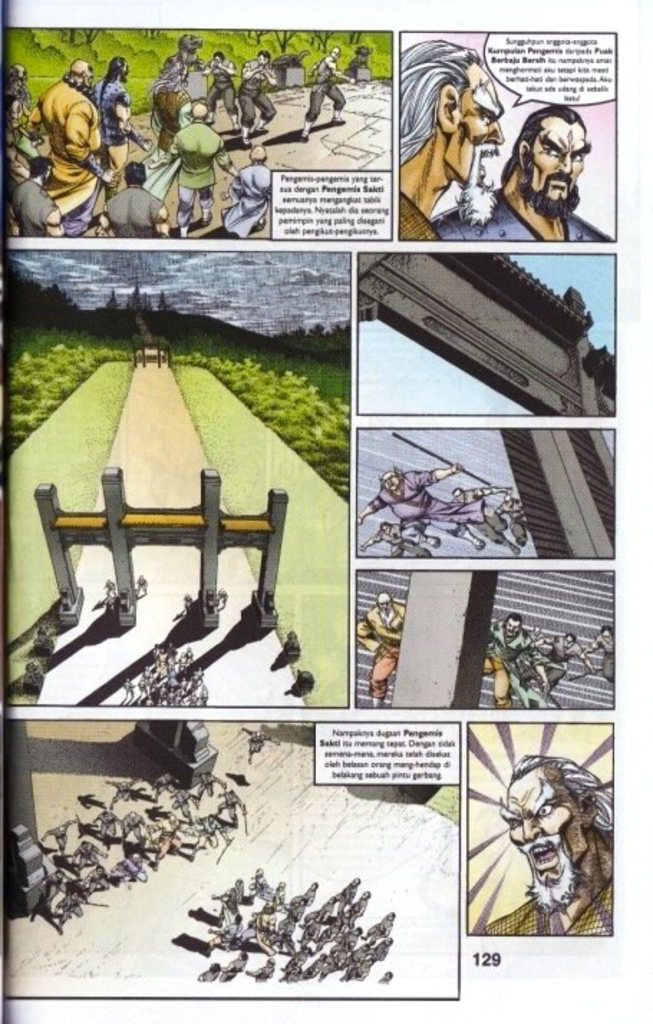 Pengemis-pengemis yang ter-
sua dengan Pengemis Sakti
semuanya mengangkat tabik
kepadanya. Nyatalah dia seorang
pemimpin yang paling disegani
oleh pengikut-pengikatnya.
Sungguhpun anggota-anggota
Kumpulan Pengemis daripada Puak
Berbaju Bersih itu nampaknya amat
menghormati aku tetapi kita mesti
berhati-hati dan berwaspada. Aku
takut ada udang di sebalik
batu!
Nampaknya dugaan Pengemis
Sakti itu memang tepat. Dengan tidak
semena-mena, mereka telah disekat
oleh belasan orang meng-hendap di
belakang sebuah pintu gerbang.
129